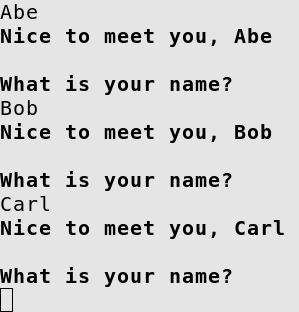 Abe
Nice to meet you, Abe
What is your name?
Bob
Nice to meet you, Bob
What is your name?
Carl
Nice to meet you, Carl
What is your name?